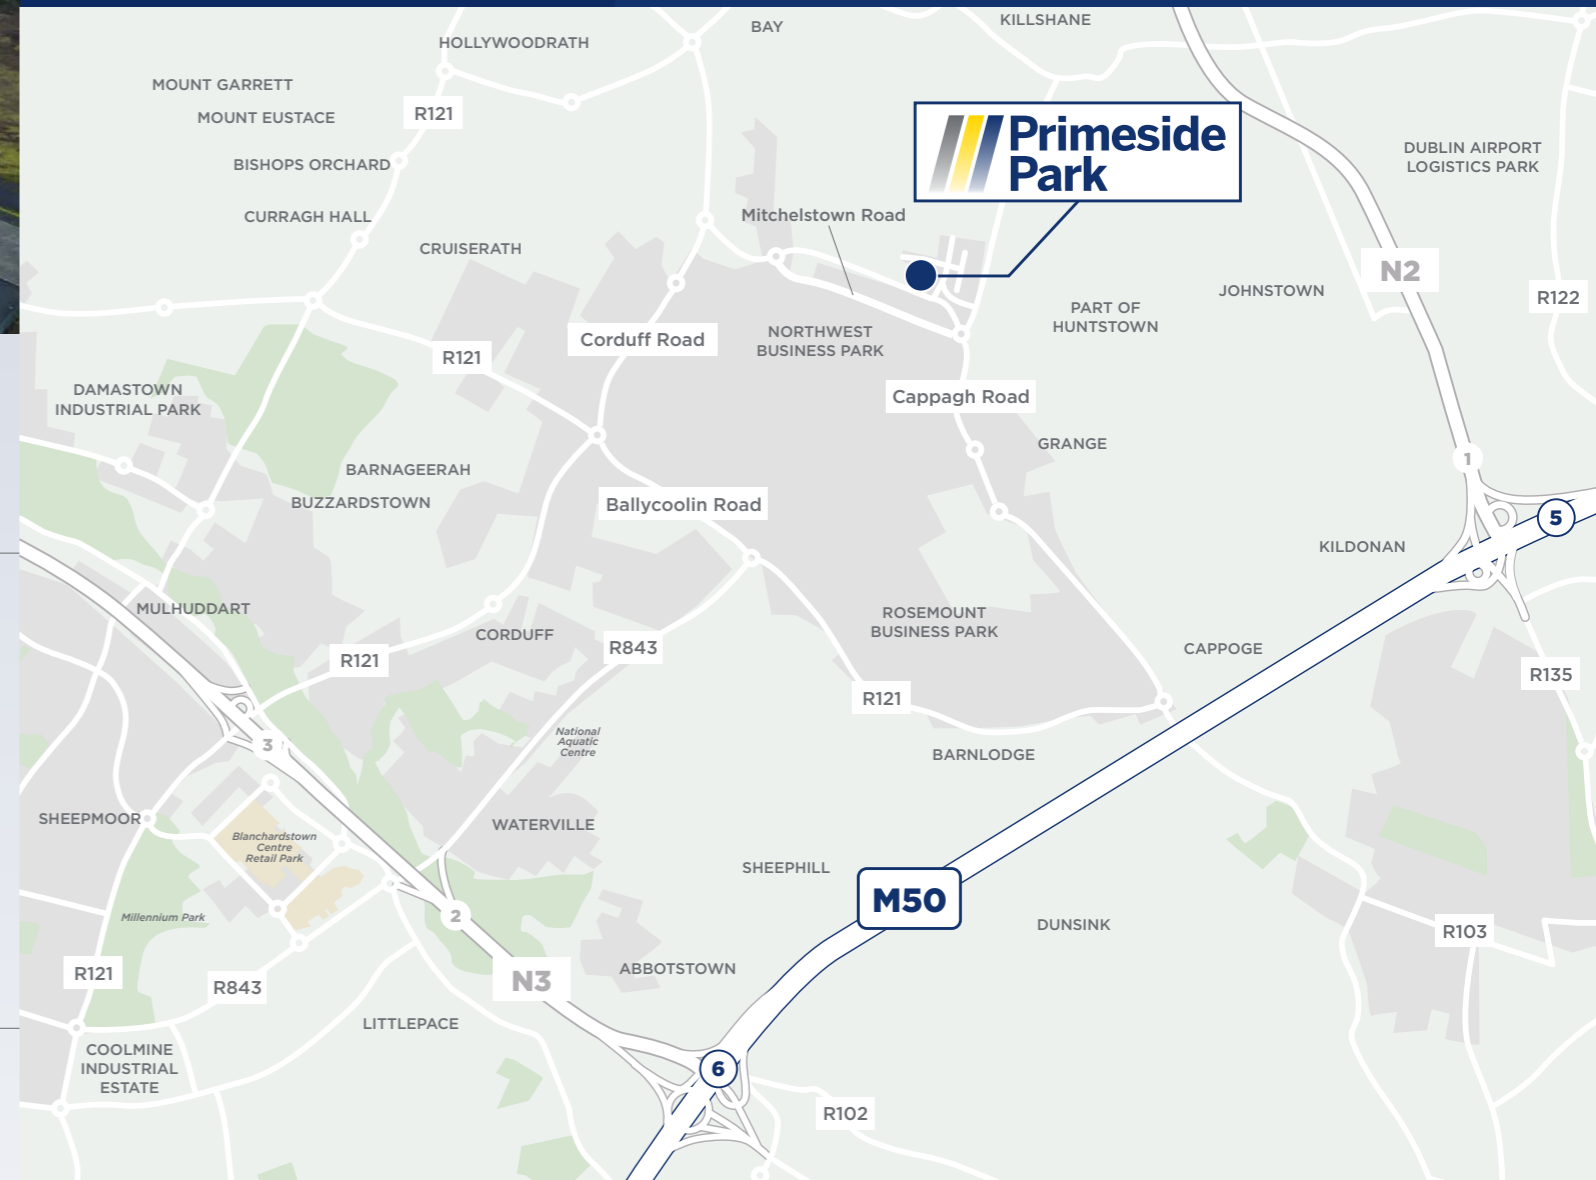 BAY
KILLSHANE
HOLLYWOODRATH
MOUNT GARRETT
MOUNT EUSTACE
R121
BISHOPS ORCHARD
Primeside
Park
DUBLIN AIRPORT
LOGISTICS PARK
CURRAGH HALL
Mitchelstown Road
CRUISERATH
N2
JOHNSTOWN
R122
PART OF
HUNTSTOWN
NORTHWEST
BUSINESS PARK
Corduff Road
R121
DAMASTOWN
INDUSTRIAL PARK
Cappagh Road
GRANGE
1
BARNAGEERAH
BUZZARDSTOWN
Ballycoolin Road
5
KILDONAN
MULHUDDART
ROSEMOUNT
BUSINESS PARK
CORDUFF
R843
CAPPOGE
R121
R135
R121
National
Aquatic
Centre
3
BARNLODGE
SHEEPMOOR
WATERVILLE
Blanchardstown
Centre
Retail Park
SHEEPHILL
M50
Millennium Park
2
DUNSINK
R103
R121
R843
N3
ABBOTSTOWN
LITTLEPACE
COOLMINE
INDUSTRIAL
ESTATE
6
R102